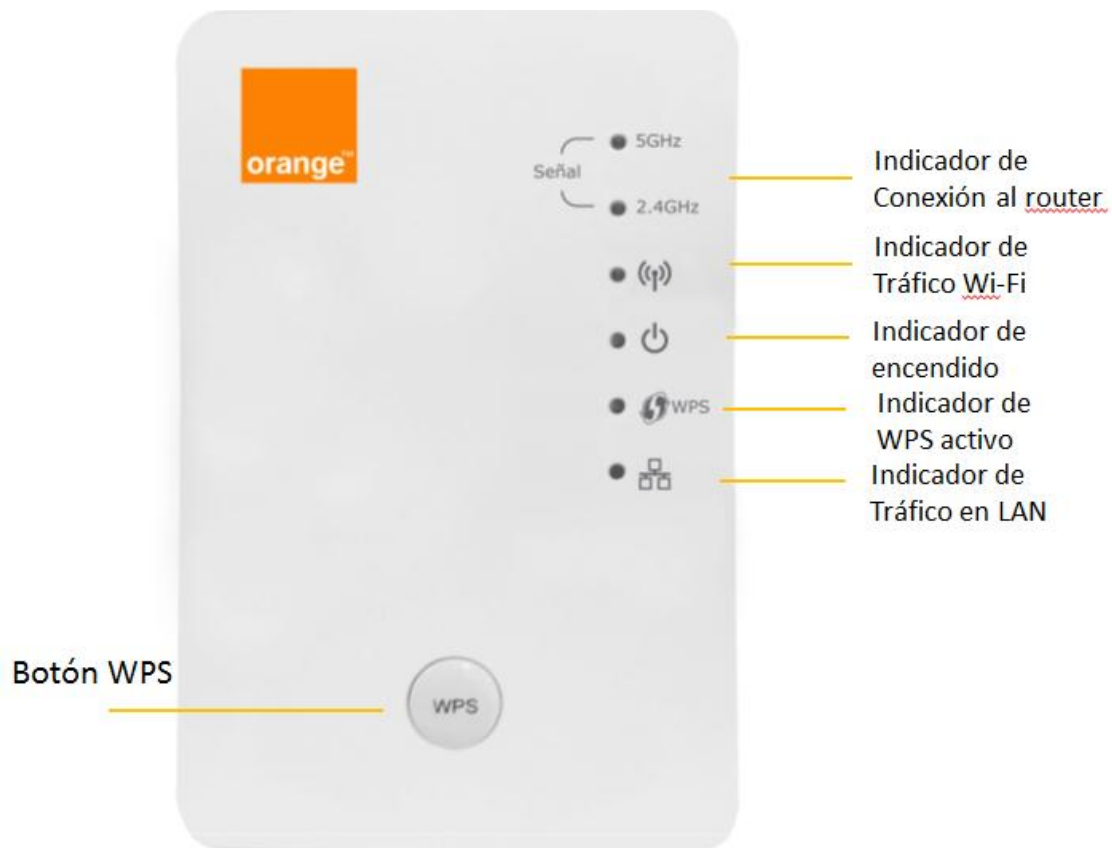 orange™
5GHz
Señal
2.4GHz
WPS
Indicador de
Conexión al router
Indicador de
Tráfico Wi-Fi
Indicador de
encendido
Indicador de
WPS activo
Indicador de
Tráfico en LAN
Botón WPS
WPS